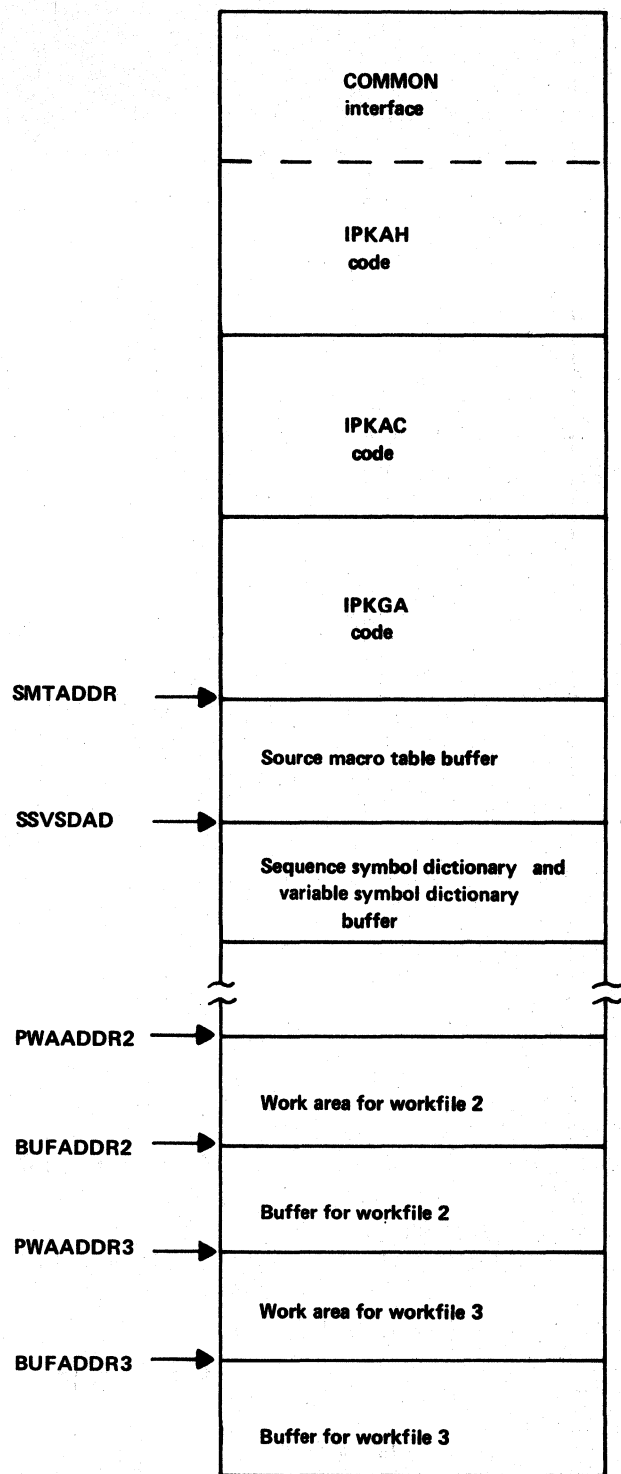 COMMON
interface
IPKAH
code
IPKAC
code
IPKGA
code
SMTADDR
Source macro table buffer
SSVSDAD
Sequence symbol dictionary and
variable symbol dictionary
buffer
PWAADDR2
Work area for workfile 2
BUFADDR2
Buffer for workfile 2
PWAADDR3
Work area for workfile 3
BUFADDR3
Buffer for workfile 3